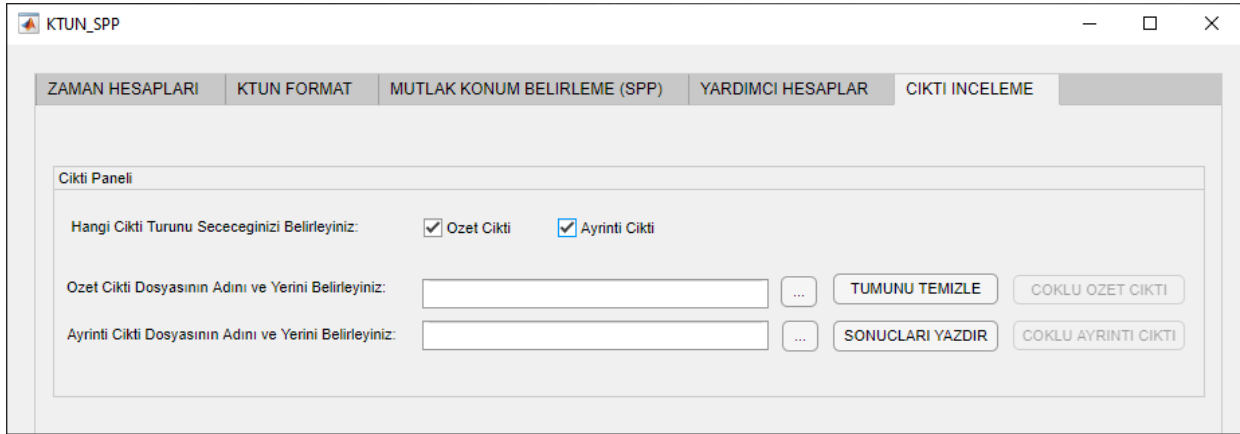 KTUN_SPP
ZAMAN HESAPLARI KTUN FORMAT MUTLAK KONUM BELIRLEME (SPP) YARDIMCI HESAPLAR CIKTI INCELEME
Cikti Paneli
Hangi Cikti Turunu Sececeginizi Belirleyiniz: Ozet Cikti Ayrinti Cikti
Ozet Cikti Dosyasının Adını ve Yerini Belirleyiniz: ... TUMUNU TEMIZLE COKLU OZET CIKTI
Ayrinti Cikti Dosyasının Adını ve Yerini Belirleyiniz: ... SONUCLARI YAZDIR COKLU AYRINTI CIKTI